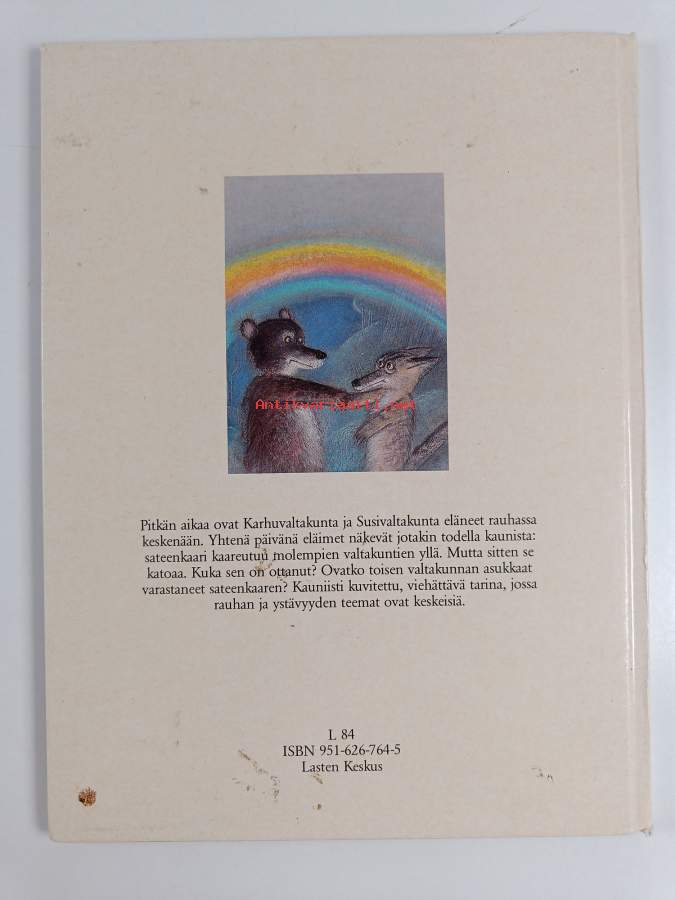 Antikvariaatti.net
Pitkän aikaa ovat Karhuvaltakunta ja Susivaltakunta eläneet rauhassa
keskenään. Yhtenä päivänä eläimet näkevät jotakin todella kaunista:
sateenkaari kaareutuu molempien valtakuntien yllä. Mutta sitten se
katoaa. Kuka sen on ottanut? Ovatko toisen valtakunnan asukkaat
varastaneet sateenkaaren? Kauniisti kuvitettu, viehättävä tarina, jossa
rauhan ja ystävyyden teemat ovat keskeisiä.
L 84
ISBN 951-626-764-5
Lasten Keskus